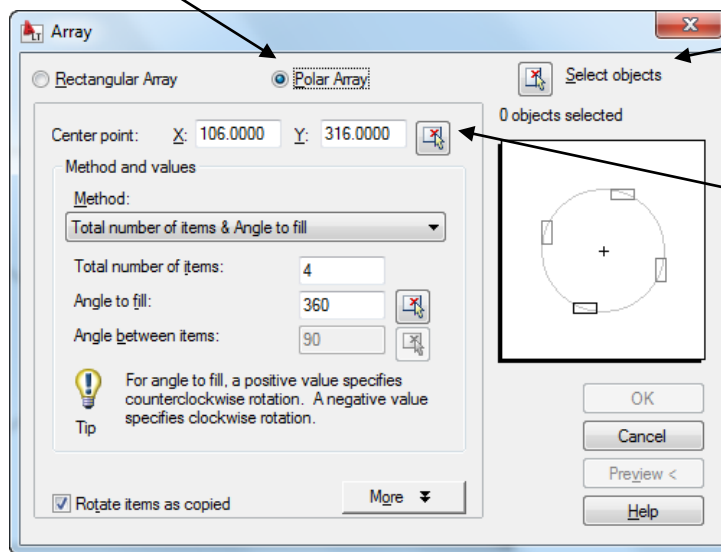 LT Array X
Rectangular Array Polar Array Select objects
0 objects selected
Center point: X: 106.0000 Y: 316.0000
Method and values
Method:
Total number of items & Angle to fill
Total number of items: 4
Angle to fill: 360
Angle between items: 90
For angle to fill, a positive value specifies
counterclockwise rotation. A negative value
specifies clockwise rotation.
Tip
OK
Cancel
Preview <
Rotate items as copied More
Help